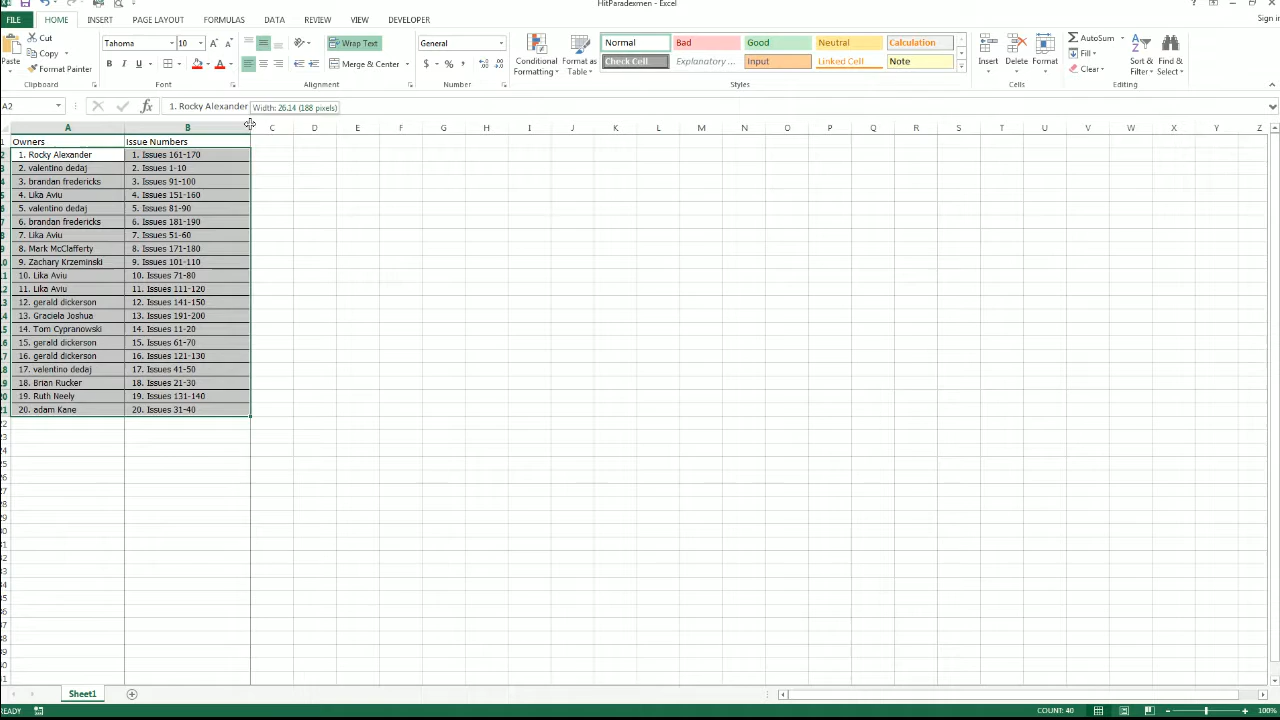 HitParadexmen - Excel
Sign in
FILE HOME INSERT PAGE LAYOUT FORMULAS DATA REVIEW VIEW DEVELOPER
Paste
Cut
Copy
Format Painter
Clipboard
Tahoma 10
Font
Wrap Text
Merge & Center
Alignment
General
Number
Conditional Formatting
Format as Table
Normal Bad Good Neutral Calculation
Check Cell Explanatory ... Input Linked Cell Note
Styles
Insert Delete Format
Cells
AutoSum
Fill
Clear
Sort & Filter
Find & Select
Editing
A2 1. Rocky Alexander
Width: 26.14 (188 pixels)
A B C D E F G H I J K L M N O P Q R S T U V W X Y Z
Owners Issue Numbers
1. Rocky Alexander 1. Issues 161-170
2. valentino dedaj 2. Issues 1-10
3. brandan fredericks 3. Issues 91-100
4. Lika Aviu 4. Issues 151-160
5. valentino dedaj 5. Issues 81-90
6. brandan fredericks 6. Issues 181-190
7. Lika Aviu 7. Issues 51-60
8. Mark McClafferty 8. Issues 171-180
9. Zachary Krzeminski 9. Issues 101-110
10. Lika Aviu 10. Issues 71-80
11. Lika Aviu 11. Issues 111-120
12. gerald dickerson 12. Issues 141-150
13. Graciela Joshua 13. Issues 191-200
14. Tom Cypranowski 14. Issues 11-20
15. gerald dickerson 15. Issues 61-70
16. gerald dickerson 16. Issues 121-130
17. valentino dedaj 17. Issues 41-50
18. Brian Rucker 18. Issues 21-30
19. Ruth Neely 19. Issues 131-140
20. adam Kane 20. Issues 31-40
Sheet1
READY
COUNT: 40
100%